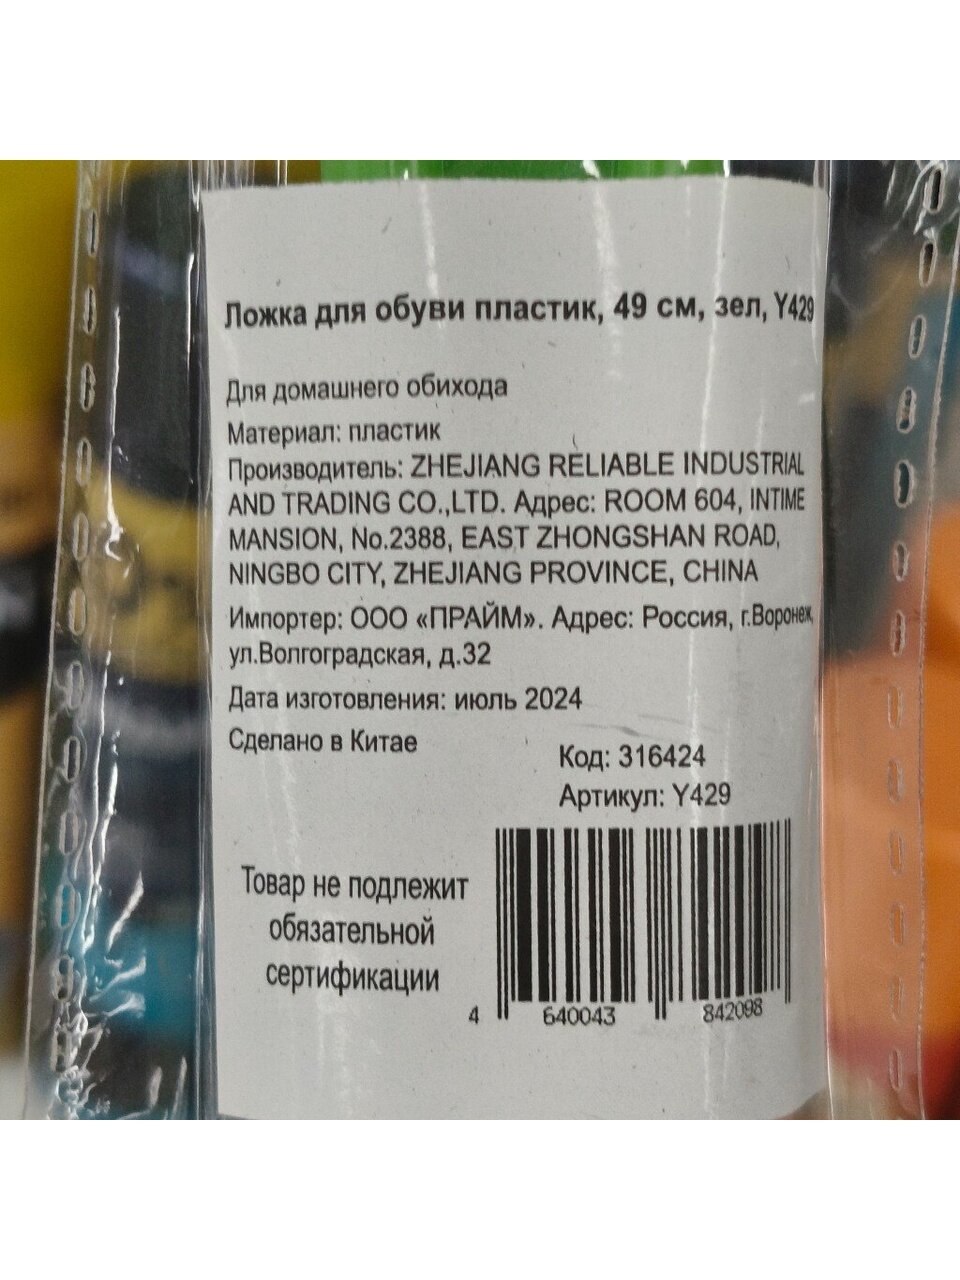 Ложка для обуви пластик, 49 см, зел, Y429
Для домашнего обихода
Материал: пластик
Производитель: ZHEJIANG RELIABLE INDUSTRIAL
AND TRADING CO.,LTD. Адрес: ROOM 604, INTIME
MANSION, No.2388, EAST ZHONGSHAN ROAD,
NINGBO CITY, ZHEJIANG PROVINCE, CHINA
Импортер: ООО «ПРАЙМ». Адрес: Россия, г.Воронеж,
ул.Волгоградская, д.32
Дата изготовления: июль 2024
Сделано в Китае
Код: 316424
Артикул: Y429
Товар не подлежит
обязательной
сертификации
4 640043 842098